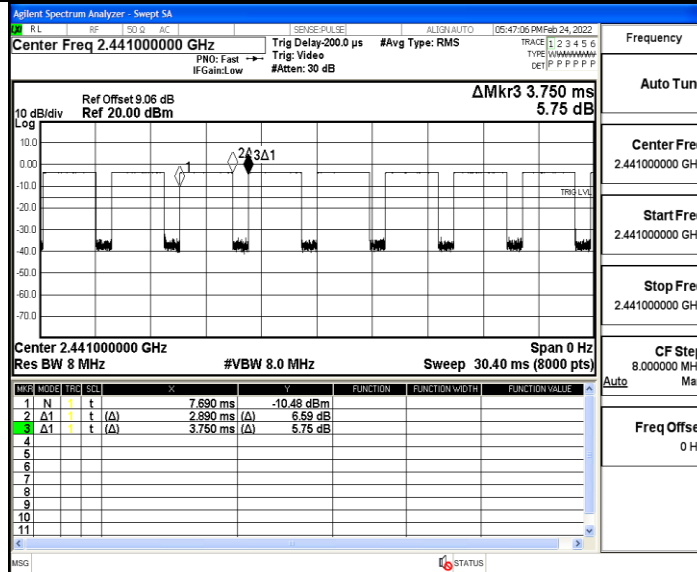 Agilent Spectrum Analyzer - Swept SA
RL RF 50 Ω AC SENSE:PULSE ALIGNAUTO 05:47:06 PM Feb 24, 2022
Center Freq 2.441000000 GHz
PNO: Fast
IFGain:Low
Trig Delay-200.0 µs
Trig: Video
#Atten: 30 dB
#Avg Type: RMS
TRACE 1 2 3 4 5 6
TYPE WWWWWW
DET P P P P P P
ΔMkr3 3.750 ms
5.75 dB
Ref Offset 9.06 dB
10 dB/div Ref 20.00 dBm
Log
10.0
0.00
-10.0
-20.0
-30.0
-40.0
-50.0
-60.0
-70.0
1
2Δ
3Δ1
TRIG LVL
Center 2.441000000 GHz Span 0 Hz
Res BW 8 MHz #VBW 8.0 MHz Sweep 30.40 ms (8000 pts)
MKR MODE TRC SCL X Y FUNCTION FUNCTION WIDTH FUNCTION VALUE
1 N 1 t 7.690 ms -10.48 dBm
2 Δ1 1 t (Δ) 2.890 ms (Δ) 6.59 dB
3 Δ1 1 t (Δ) 3.750 ms (Δ) 5.75 dB
4
5
6
7
8
9
10
11
MSG STATUS
Frequency
Auto Tun
Center Fre
2.441000000 GH
Start Fre
2.441000000 GH
Stop Fre
2.441000000 GH
CF Step
8.000000 MH
Auto Ma
Freq Offse
0 H